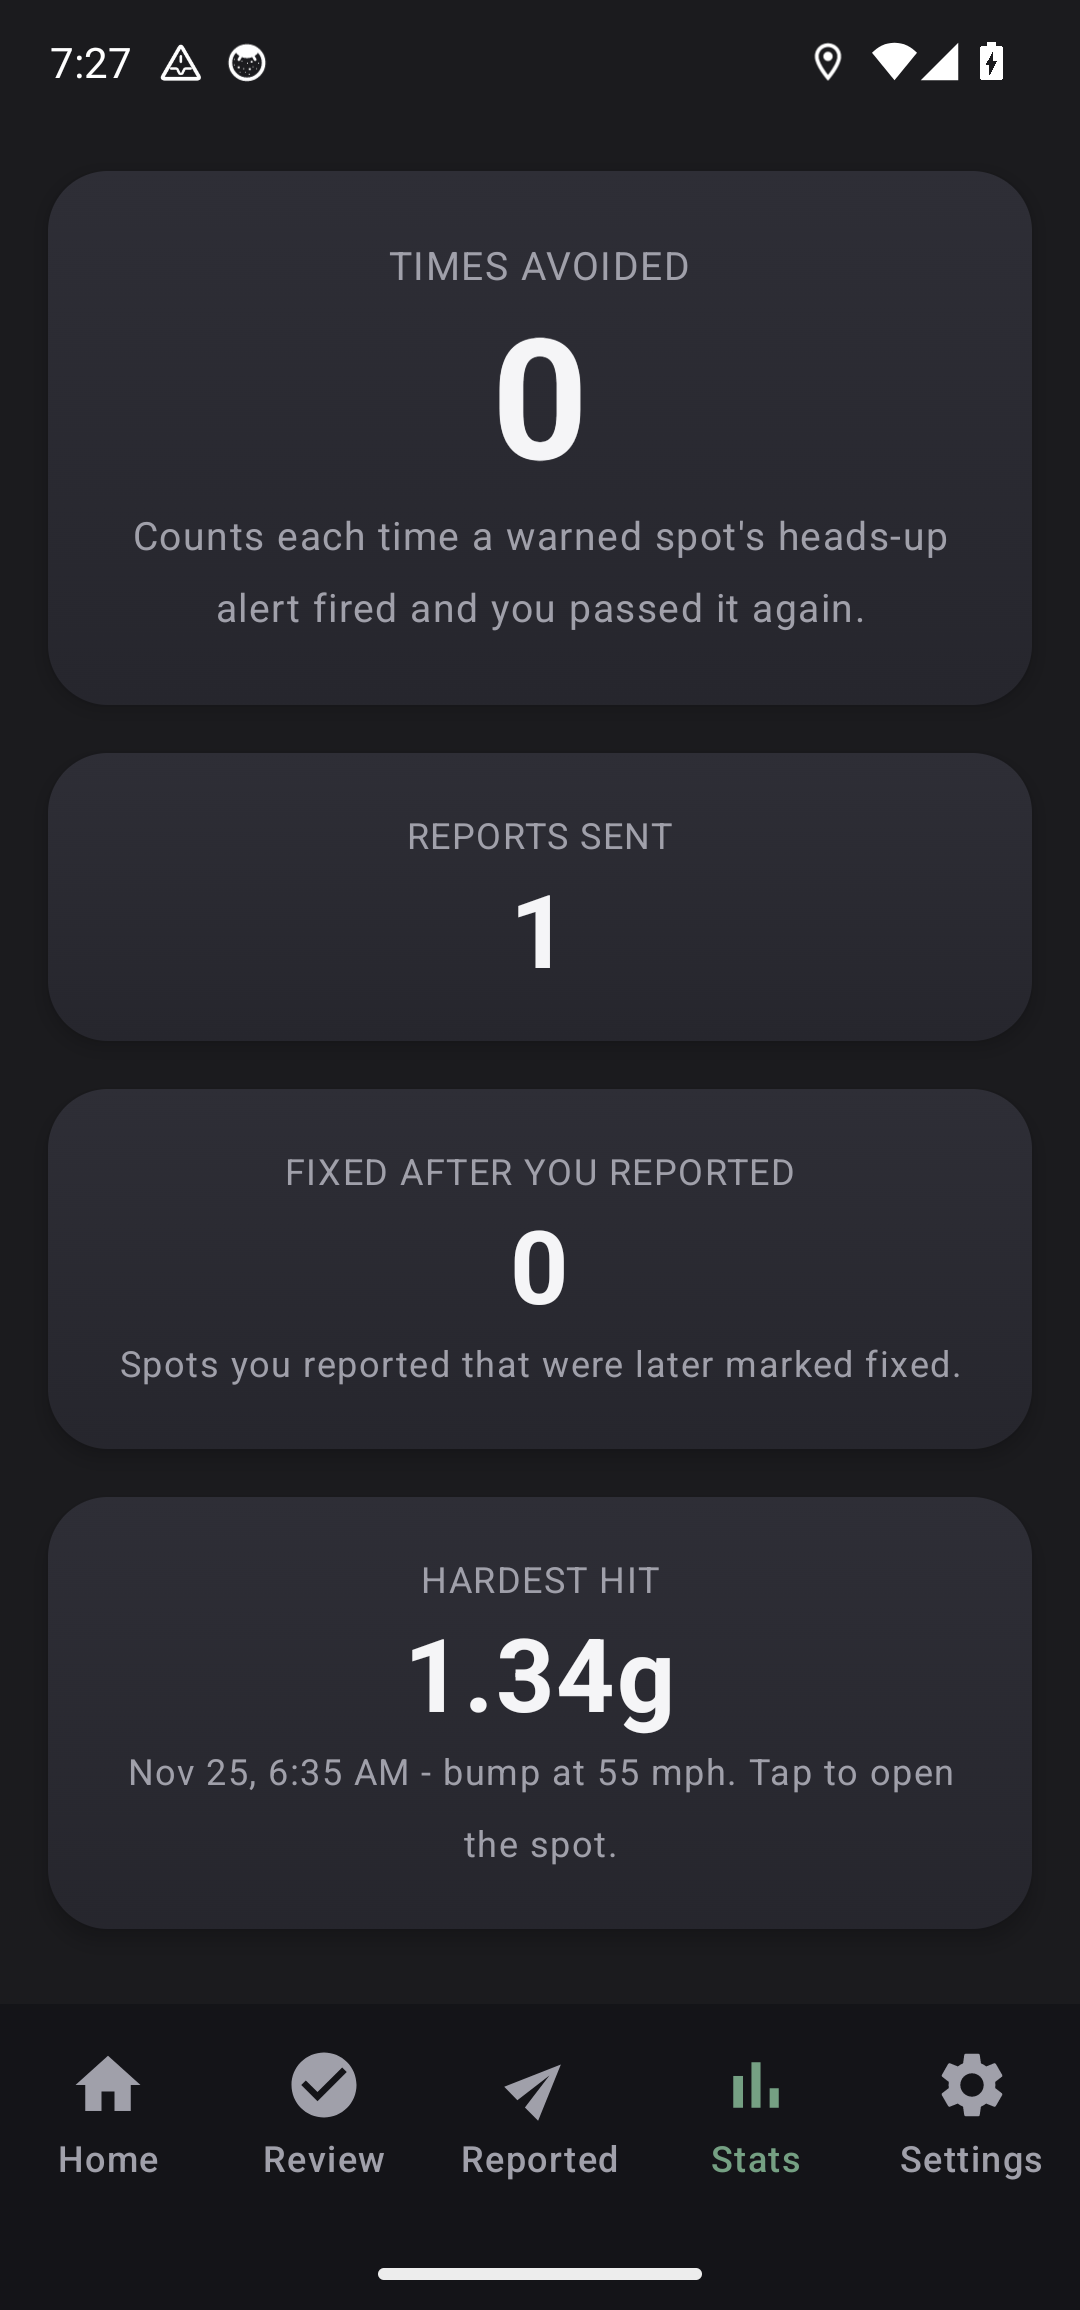 7:27
TIMES AVOIDED
0
Counts each time a warned spot's heads-up
alert fired and you passed it again.
REPORTS SENT
1
FIXED AFTER YOU REPORTED
0
Spots you reported that were later marked fixed.
HARDEST HIT
1.34g
Nov 25, 6:35 AM - bump at 55 mph. Tap to open
the spot.
Home Review Reported Stats Settings